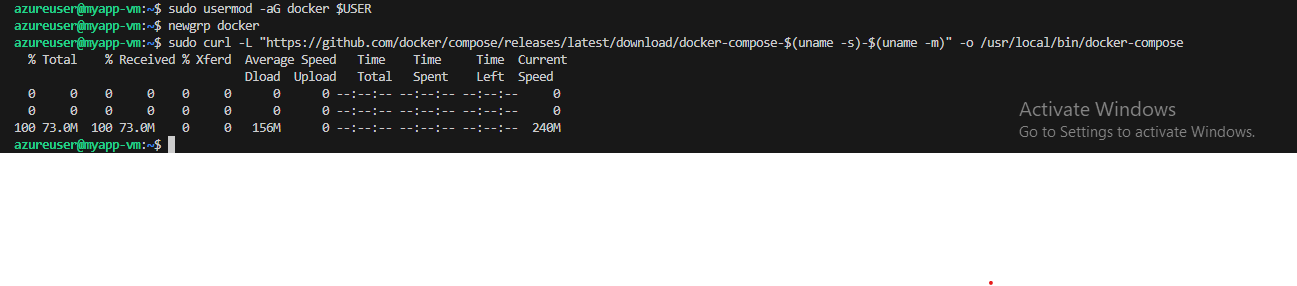 azureuser@myapp-vm:~$ sudo usermod -aG docker $USER
azureuser@myapp-vm:~$ newgrp docker
azureuser@myapp-vm:~$ sudo curl -L "https://github.com/docker/compose/releases/latest/download/docker-compose-$(uname -s)-$(uname -m)" -o /usr/local/bin/docker-compose
  % Total    % Received % Xferd  Average Speed   Time    Time     Time  Current
                                 Dload  Upload   Total   Spent    Left  Speed
  0     0   0     0   0     0      0      0 --:--:-- --:--:-- --:--:--     0
  0     0   0     0   0     0      0      0 --:--:-- --:--:-- --:--:--     0
100 73.0M 100 73.0M   0     0   156M      0 --:--:-- --:--:-- --:--:--  240M
azureuser@myapp-vm:~$
Activate Windows
Go to Settings to activate Windows.